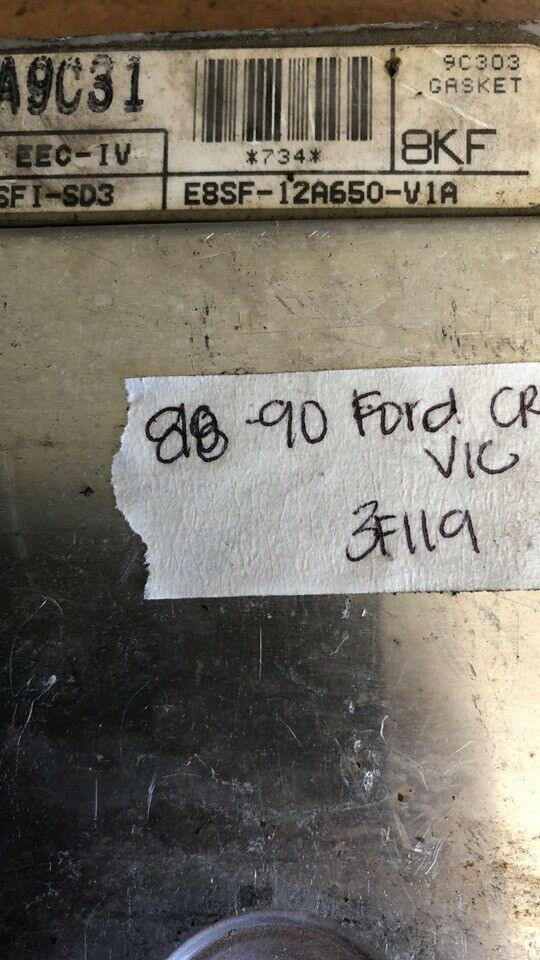 A9C31
9C303
GASKET
EEC-IV
*734*
8KF
SFI-SD3
E8SF-12A650-V1A
88-90 Ford CR
VIC
3F119